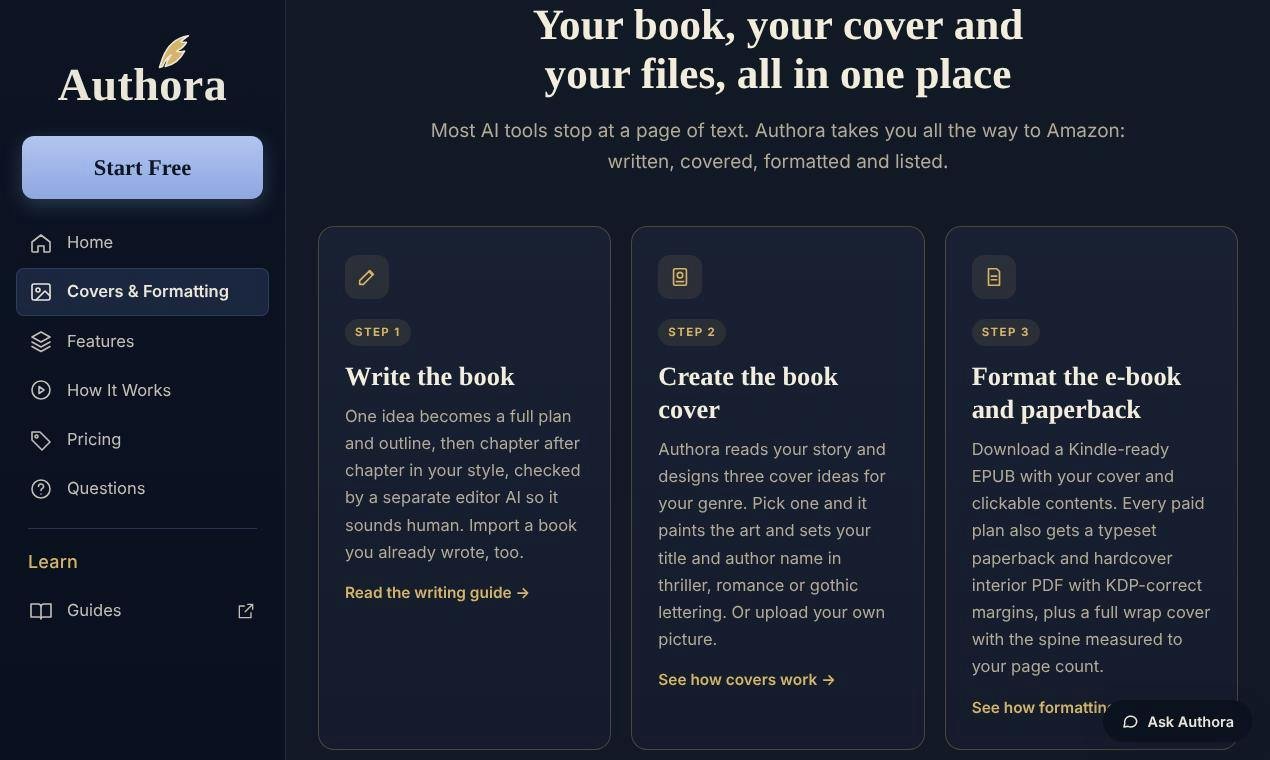 Authora
Start Free
Home
Covers & Formatting
Features
How It Works
Pricing
Questions
Learn
Guides
Your book, your cover and
your files, all in one place
Most AI tools stop at a page of text. Authora takes you all the way to Amazon:
written, covered, formatted and listed.
STEP 1
Write the book
One idea becomes a full plan
and outline, then chapter after
chapter in your style, checked
by a separate editor AI so it
sounds human. Import a book
you already wrote, too.
Read the writing guide →
STEP 2
Create the book
cover
Authora reads your story and
designs three cover ideas for
your genre. Pick one and it
paints the art and sets your
title and author name in
thriller, romance or gothic
lettering. Or upload your own
picture.
See how covers work →
STEP 3
Format the e-book
and paperback
Download a Kindle-ready
EPUB with your cover and
clickable contents. Every paid
plan also gets a typeset
paperback and hardcover
interior PDF with KDP-correct
margins, plus a full wrap cover
with the spine measured to
your page count.
See how formatting
Ask Authora